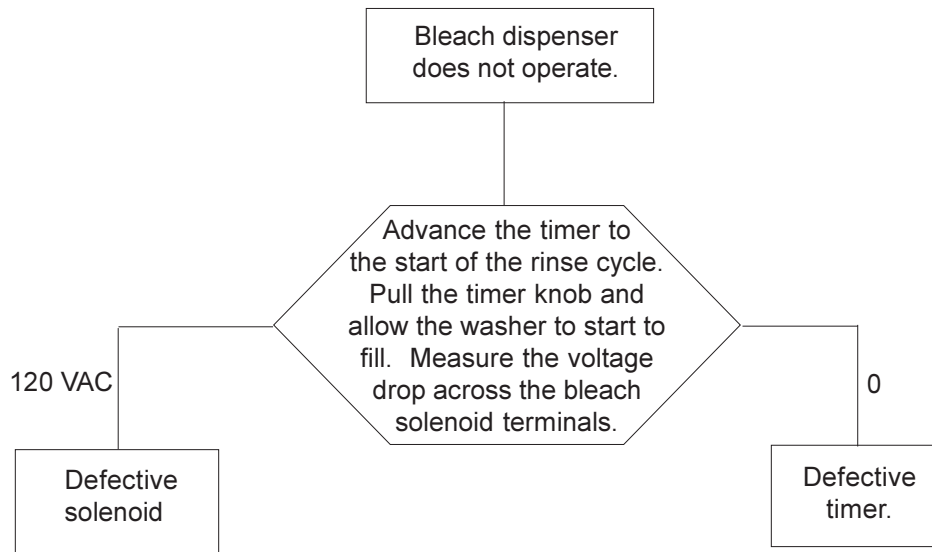 Bleach dispenser
does not operate.
Advance the timer to
the start of the rinse cycle.
Pull the timer knob and
allow the washer to start to
fill.  Measure the voltage
drop across the bleach
solenoid terminals.
120 VAC
0
Defective
solenoid
Defective
timer.